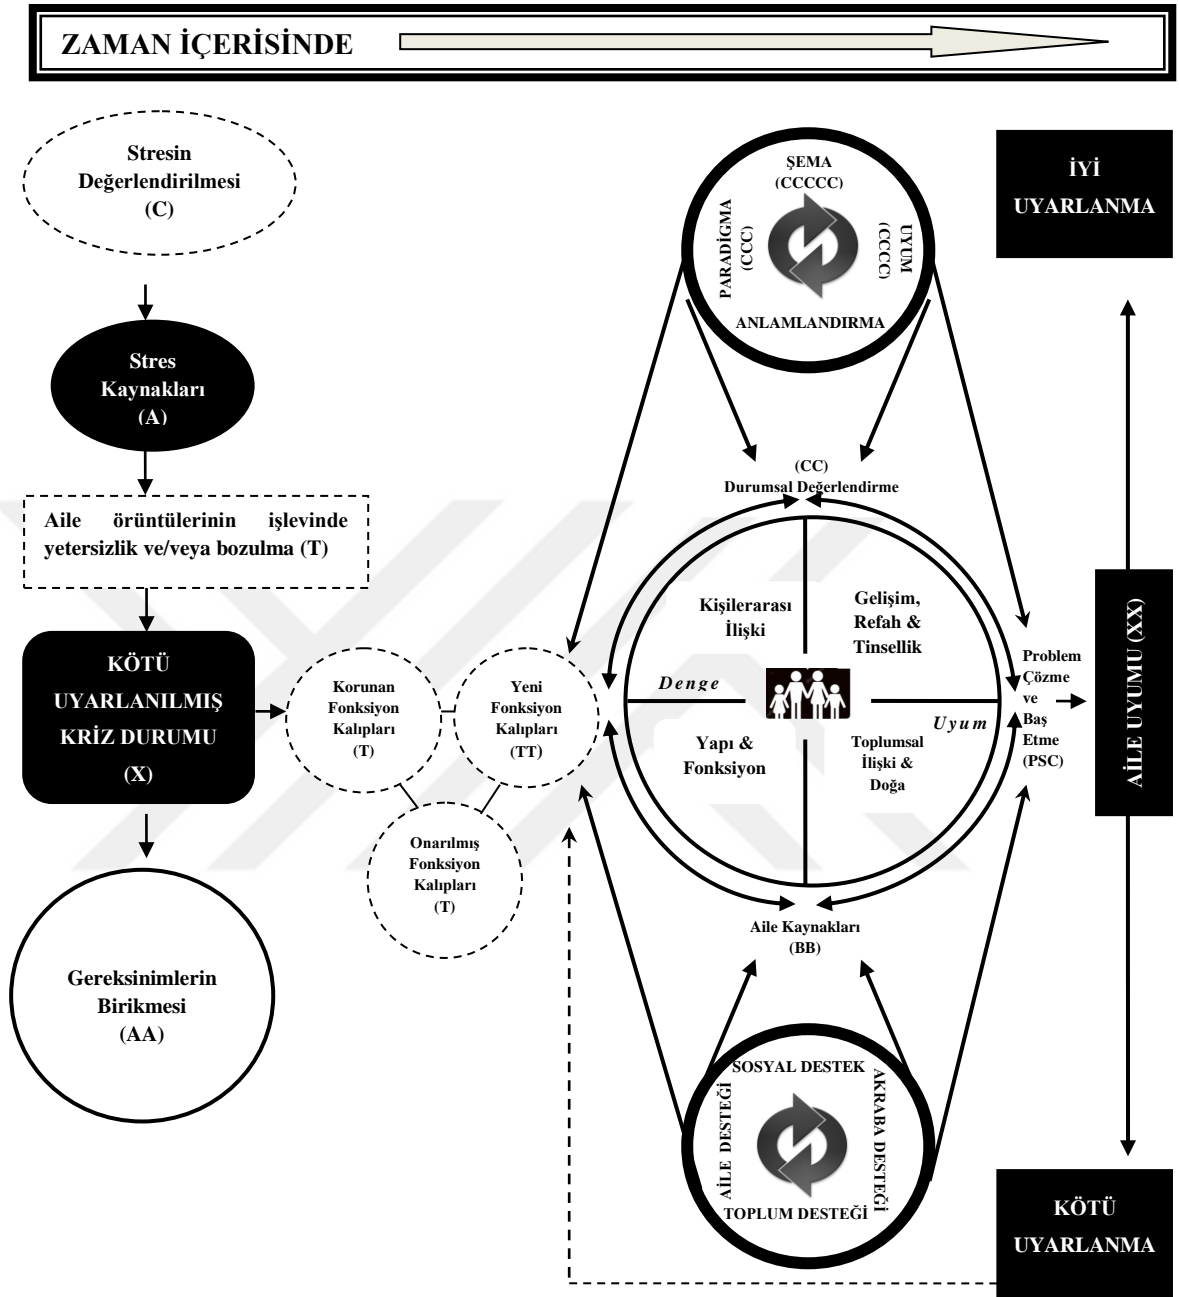 ZAMAN İÇERİSİNDE
Stresin
Değerlendirilmesi
(C)
Stres
Kaynakları
(A)
Aile örüntülerinin işlevinde
yetersizlik ve/veya bozulma (T)
KÖTÜ
UYARLANILMIŞ
KRİZ DURUMU
(X)
Gereksinimlerin
Birikmesi
(AA)
Korunan
Fonksiyon
Kalıpları
(T)
Yeni
Fonksiyon
Kalıpları
(TT)
Onarılmış
Fonksiyon
Kalıpları
(T)
ŞEMA
(CCCCC)
PARADİGMA
(CCC)
UYUM
(CCCC)
ANLAMLANDIRMA
(CC)
Durumsal Değerlendirme
Kişilerarası
İlişki
Gelişim,
Refah &
Tinsellik
Denge
Uyum
Yapı &
Fonksiyon
Toplumsal
İlişki &
Doğa
Aile Kaynakları
(BB)
SOSYAL DESTEK
AİLE DESTEĞİ
AKRABA DESTEĞİ
TOPLUM DESTEĞİ
Problem
Çözme
ve
Baş
Etme
(PSC)
İYİ
UYARLANMA
AİLE UYUMU (XX)
KÖTÜ
UYARLANMA